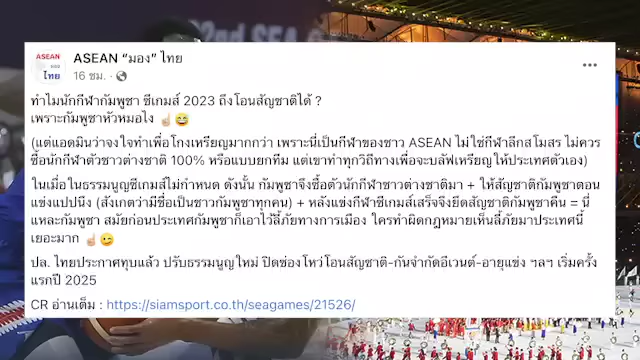 32nd SEA
ASEAN
มอง
ไทย
ASEAN “มอง” ไทย
16 ชม. ·
ทำไมนักกีฬากัมพูชา ซีเกมส์ 2023 ถึงโอนสัญชาติได้ ?
เพราะกัมพูชาหัวหมอไง ☝🏻😅
(แต่แอดมินว่าจงใจทำเพื่อโกงเหรียญมากกว่า เพราะนี่เป็นกีฬาของชาว ASEAN ไม่ใช่กีฬาลีกสโมสร ไม่ควร
ซื้อนักกีฬาตัวชาวต่างชาติ 100% หรือแบบยกทีม แต่เขาทำทุกวิถีทางเพื่อจะบลัฟเหรียญให้ประเทศตัวเอง)
ในเมื่อในธรรมนูญซีเกมส์ไม่กำหนด ดังนั้น กัมพูชาจึงซื้อตัวนักกีฬาชาวต่างชาติมา + ให้สัญชาติกัมพูชาตอน
แข่งแปปนึง (สังเกตว่ามีชื่อเป็นชาวกัมพูชาทุกคน) + หลังแข่งกีฬาซีเกมส์เสร็จจึงยึดสัญชาติกัมพูชาคืน = นี่
แหละกัมพูชา สมัยก่อนประเทศกัมพูชาก็เอาไว้ลี้ภัยทางการเมือง ใครทำผิดกฎหมายเห็นลี้ภัยมาประเทศนี้
เยอะมาก ☝🏻😉
ปล. ไทยประกาศทุบแล้ว ปรับธรรมนูญใหม่ ปิดช่องโหว่โอนสัญชาติ-กันจำกัดอีเวนต์-อายุแข่ง ฯลฯ เริ่มครั้ง
แรกปี 2025
CR อ่านเต็ม : https://siamsport.co.th/seagames/21526/